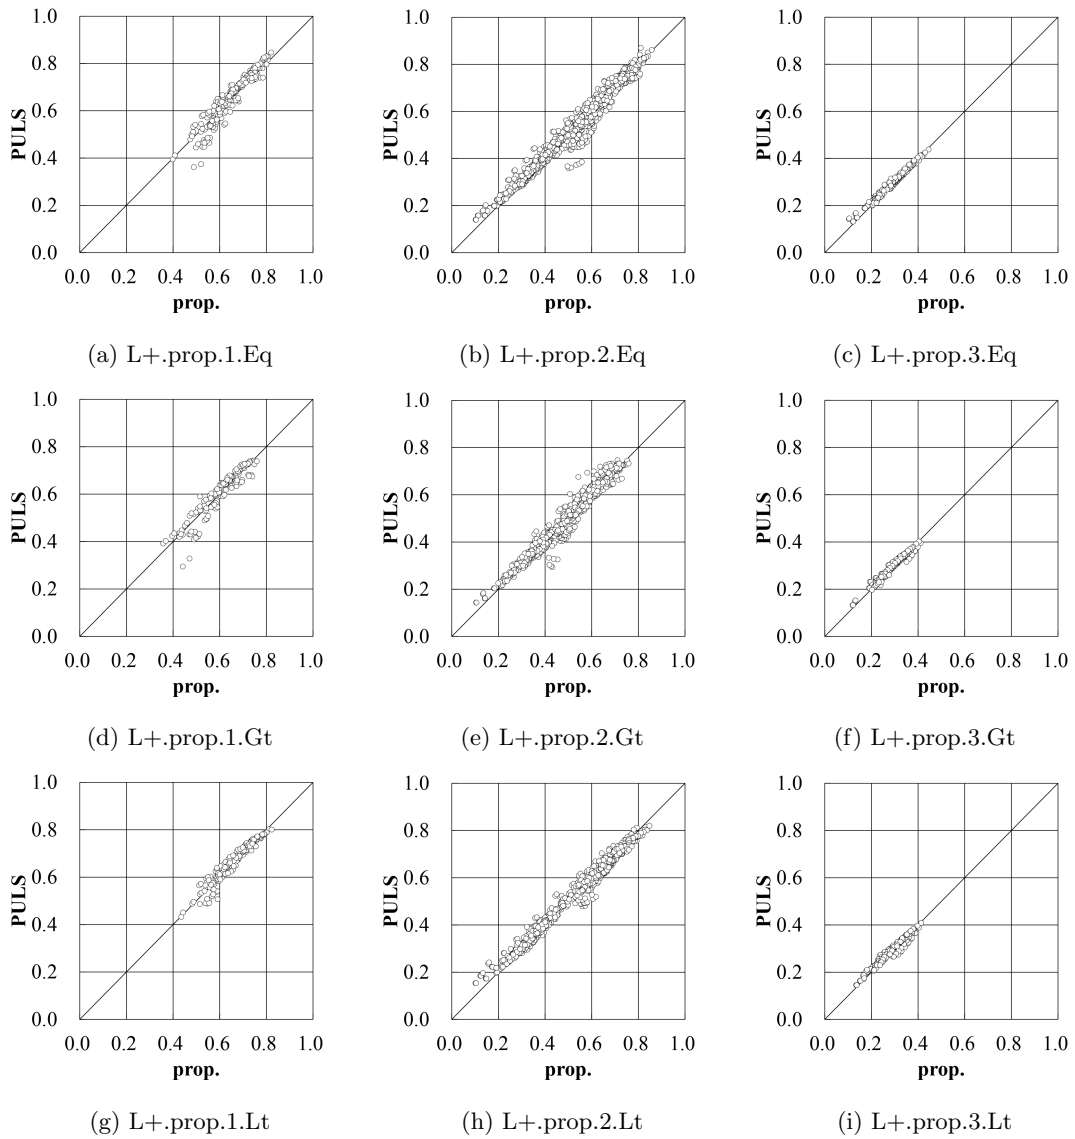 1.0 1.0 1.0
0.8 0.8 0.8
0.6 0.6 0.6
PULS PULS PULS
0.4 0.4 0.4
0.2 0.2 0.2
0.0 0.0 0.0
0.0 0.2 0.4 0.6 0.8 1.0 0.0 0.2 0.4 0.6 0.8 1.0 0.0 0.2 0.4 0.6 0.8 1.0
prop. prop. prop.
(a) L+.prop.1.Eq (b) L+.prop.2.Eq (c) L+.prop.3.Eq
1.0 1.0 1.0
0.8 0.8 0.8
0.6 0.6 0.6
PULS PULS PULS
0.4 0.4 0.4
0.2 0.2 0.2
0.0 0.0 0.0
0.0 0.2 0.4 0.6 0.8 1.0 0.0 0.2 0.4 0.6 0.8 1.0 0.0 0.2 0.4 0.6 0.8 1.0
prop. prop. prop.
(d) L+.prop.1.Gt (e) L+.prop.2.Gt (f) L+.prop.3.Gt
1.0 1.0 1.0
0.8 0.8 0.8
0.6 0.6 0.6
PULS PULS PULS
0.4 0.4 0.4
0.2 0.2 0.2
0.0 0.0 0.0
0.0 0.2 0.4 0.6 0.8 1.0 0.0 0.2 0.4 0.6 0.8 1.0 0.0 0.2 0.4 0.6 0.8 1.0
prop. prop. prop.
(g) L+.prop.1.Lt (h) L+.prop.2.Lt (i) L+.prop.3.Lt